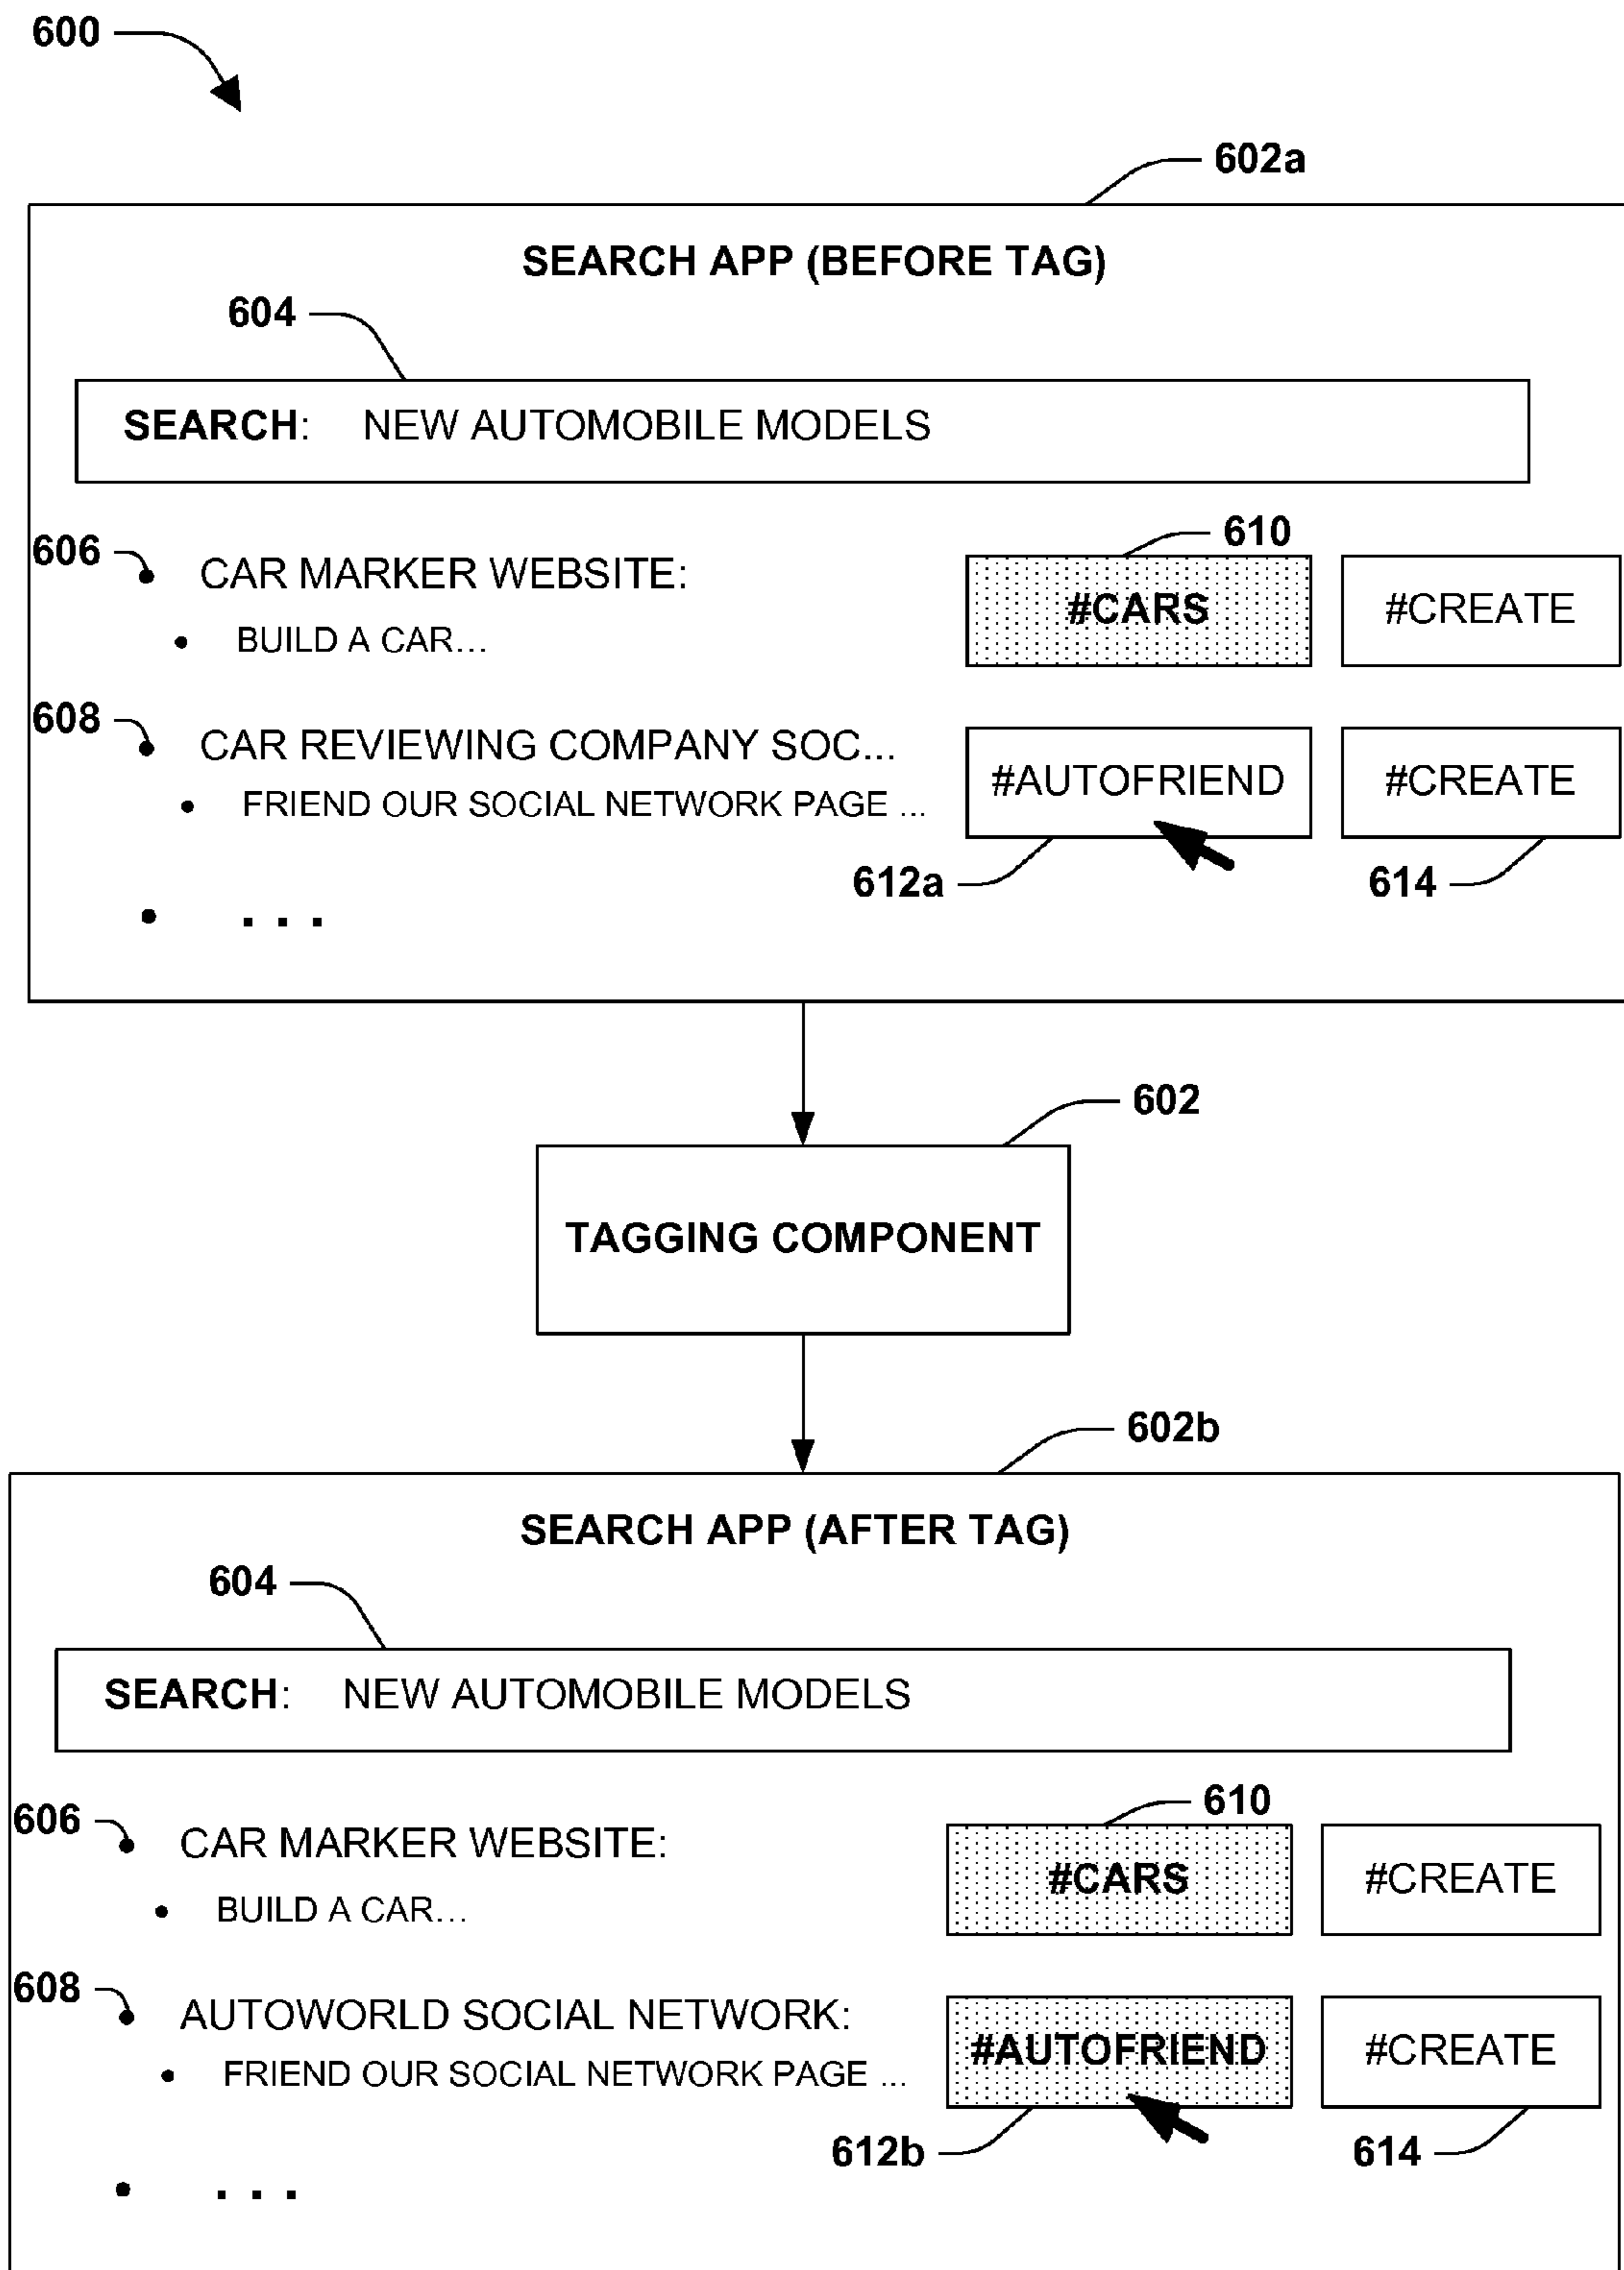 600
602a
SEARCH APP (BEFORE TAG)
604
SEARCH: NEW AUTOMOBILE MODELS
606
CAR MARKER WEBSITE:
BUILD A CAR...
610
#CARS
#CREATE
608
CAR REVIEWING COMPANY SOC...
FRIEND OUR SOCIAL NETWORK PAGE ...
#AUTOFRIEND
#CREATE
612a
614
. . .
602
TAGGING COMPONENT
602b
SEARCH APP (AFTER TAG)
604
SEARCH: NEW AUTOMOBILE MODELS
606
CAR MARKER WEBSITE:
BUILD A CAR...
610
#CARS
#CREATE
608
AUTOWORLD SOCIAL NETWORK:
FRIEND OUR SOCIAL NETWORK PAGE ...
#AUTOFRIEND
#CREATE
612b
614
. . .